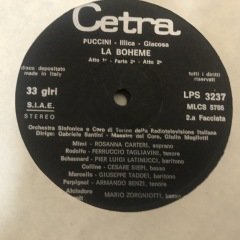 Cetra
PUCCINI - Illica - Giacosa
LA BOHEME
Atto 1° - Parte 2ª - Atto 2°
disco depositato
made in Italy
tutti i diritti
riservati
33 giri
LPS 3237
S.I.A.E.
MLCS 5765
STEREO
2.a Facciata
Orchestra Sinfonica e Coro di Torino della Radiotelevisione Italiana
Dirige: Gabriele Santini - Maestro del Coro, Giulio Mogliotti
Mimì - ROSANNA CARTERI, soprano
Rodolfo - FERRUCCIO TAGLIAVINI, tenore
Schaunard - PIER LUIGI LATINUCCI, baritono
Colline - CESARE SIEPI, basso
Marcello - GIUSEPPE TADDEI, baritono
Parpignol - ARMANDO BENZI, tenore
Alcindoro
MARIO ZORGNIOTTI,